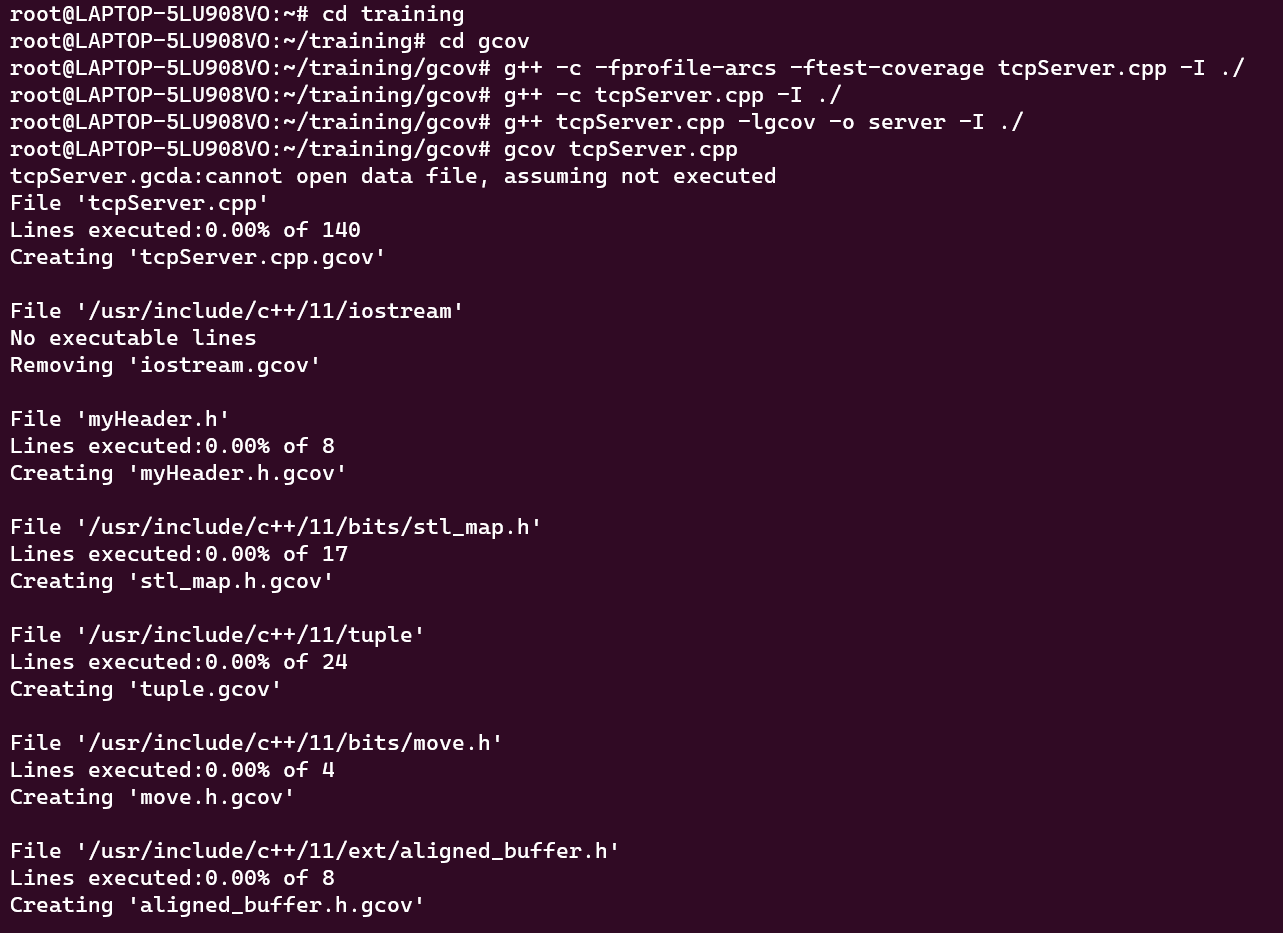 root@LAPTOP-5LU908VO:~# cd training
root@LAPTOP-5LU908VO:~/training# cd gcov
root@LAPTOP-5LU908VO:~/training/gcov# g++ -c -fprofile-arcs -ftest-coverage tcpServer.cpp -I ./
root@LAPTOP-5LU908VO:~/training/gcov# g++ -c tcpServer.cpp -I ./
root@LAPTOP-5LU908VO:~/training/gcov# g++ tcpServer.cpp -lgcov -o server -I ./
root@LAPTOP-5LU908VO:~/training/gcov# gcov tcpServer.cpp
tcpServer.gcda:cannot open data file, assuming not executed
File 'tcpServer.cpp'
Lines executed:0.00% of 140
Creating 'tcpServer.cpp.gcov'

File '/usr/include/c++/11/iostream'
No executable lines
Removing 'iostream.gcov'

File 'myHeader.h'
Lines executed:0.00% of 8
Creating 'myHeader.h.gcov'

File '/usr/include/c++/11/bits/stl_map.h'
Lines executed:0.00% of 17
Creating 'stl_map.h.gcov'

File '/usr/include/c++/11/tuple'
Lines executed:0.00% of 24
Creating 'tuple.gcov'

File '/usr/include/c++/11/bits/move.h'
Lines executed:0.00% of 4
Creating 'move.h.gcov'

File '/usr/include/c++/11/ext/aligned_buffer.h'
Lines executed:0.00% of 8
Creating 'aligned_buffer.h.gcov'